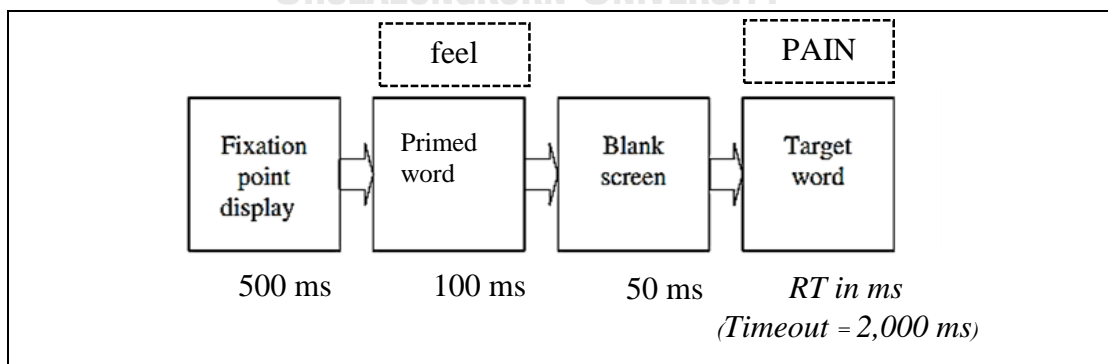 feel
PAIN
Fixation
point
display
Primed
word
Blank
screen
Target
word
500 ms
100 ms
50 ms
RT in ms
(Timeout = 2,000 ms)